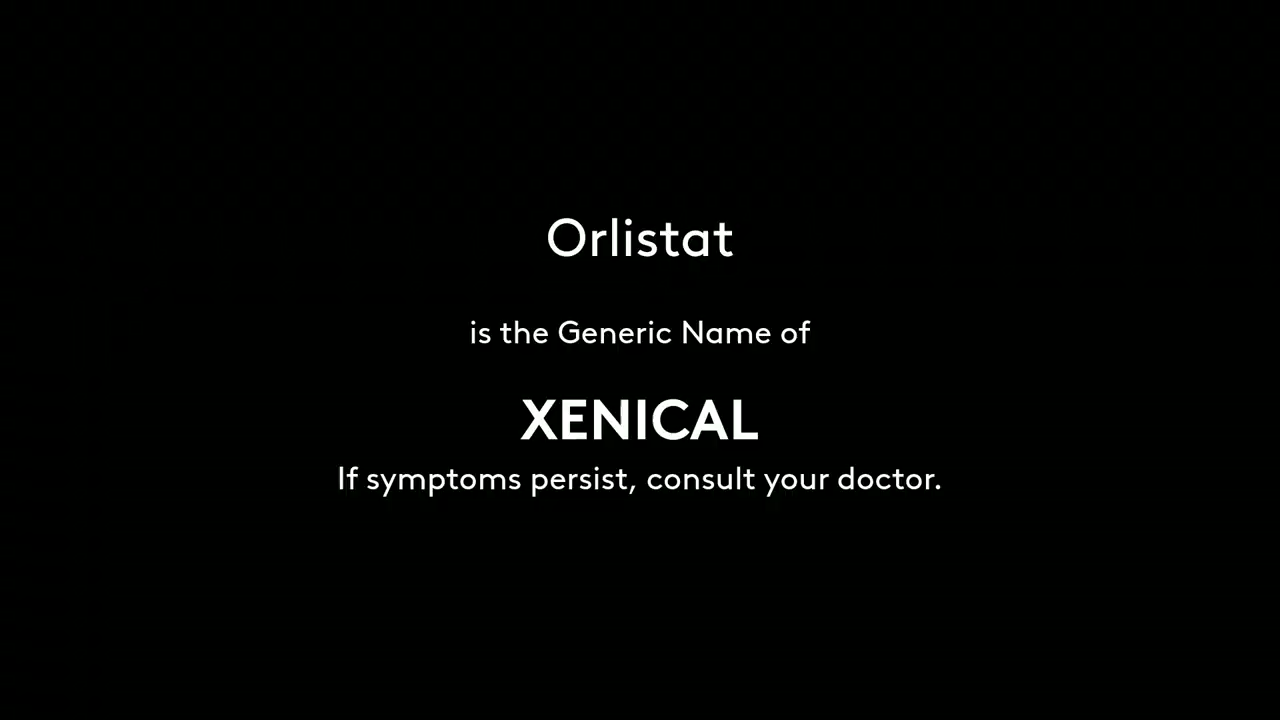 Orlistat
is the Generic Name of
XENICAL
If symptoms persist, consult your doctor.